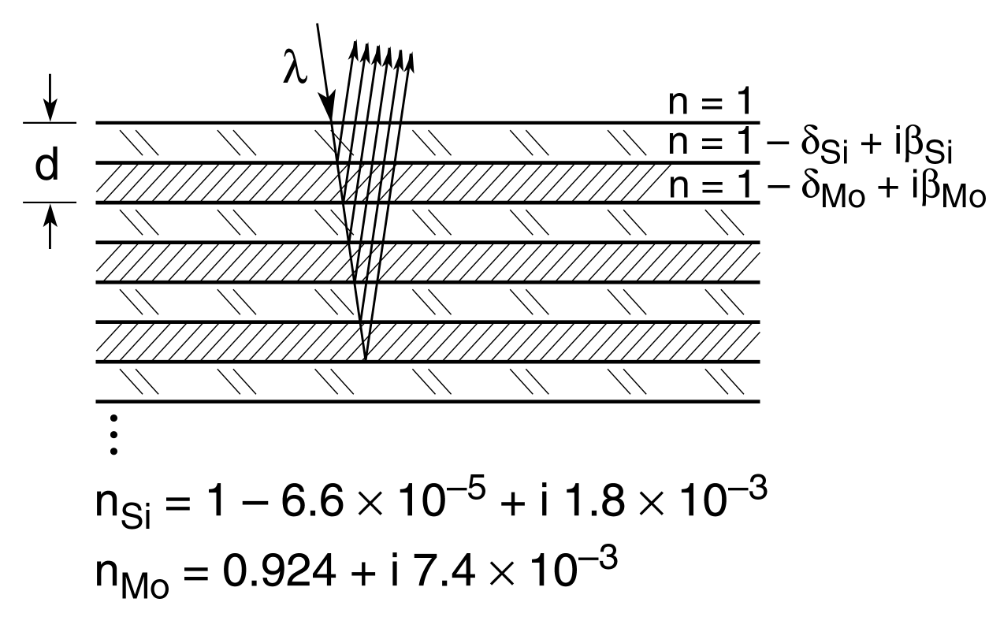 λ
n = 1
d
n = 1 – δSi + iβSi
n = 1 – δMo + iβMo
nSi = 1 – 6.6 × 10–5 + i 1.8 × 10–3
nMo = 0.924 + i 7.4 × 10–3